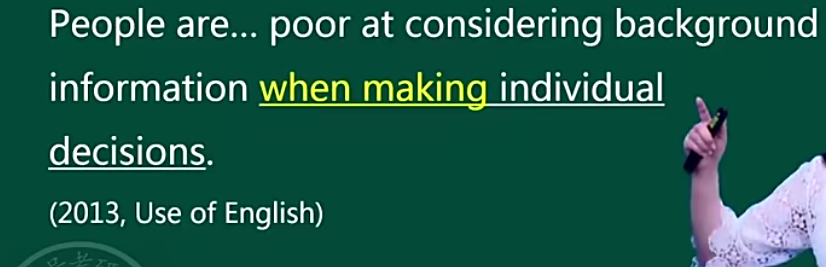 People are... poor at considering background
information when making individual
decisions.
(2013, Use of English)